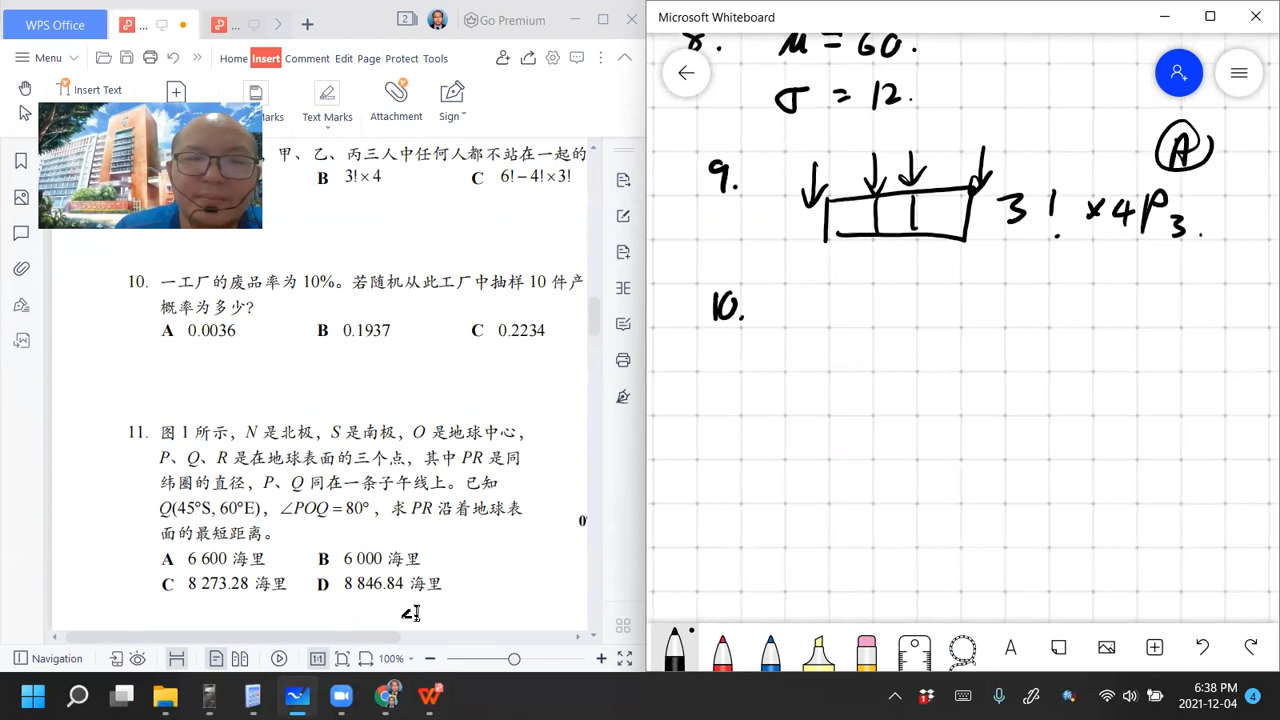 WPS Office
...
...
2
Go Premium
Menu
Home Insert Comment Edit Page Protect Tools
Insert Text
Text Marks
Attachment
Sign
甲、乙、丙三人中任何人都不站在一起的
B 3! × 4 C 6! − 4! × 3!
10. 一工厂的废品率为 10%。若随机从此工厂中抽样 10 件产
概率为多少?
A 0.0036 B 0.1937 C 0.2234
11. 图 1 所示，N 是北极，S 是南极，O 是地球中心，
P、Q、R 是在地球表面的三个点，其中 PR 是同
纬圈的直径，P、Q 同在一条子午线上。已知
Q(45°S, 60°E)，∠POQ = 80°，求 PR 沿着地球表
面的最短距离。
A 6 600 海里 B 6 000 海里
C 8 273.28 海里 D 8 846.84 海里
Navigation
100%
Microsoft Whiteboard
μ = 60.
σ = 12.
A
9. 3! × 4P3.
10.
A
6:38 PM
2021-12-04
4